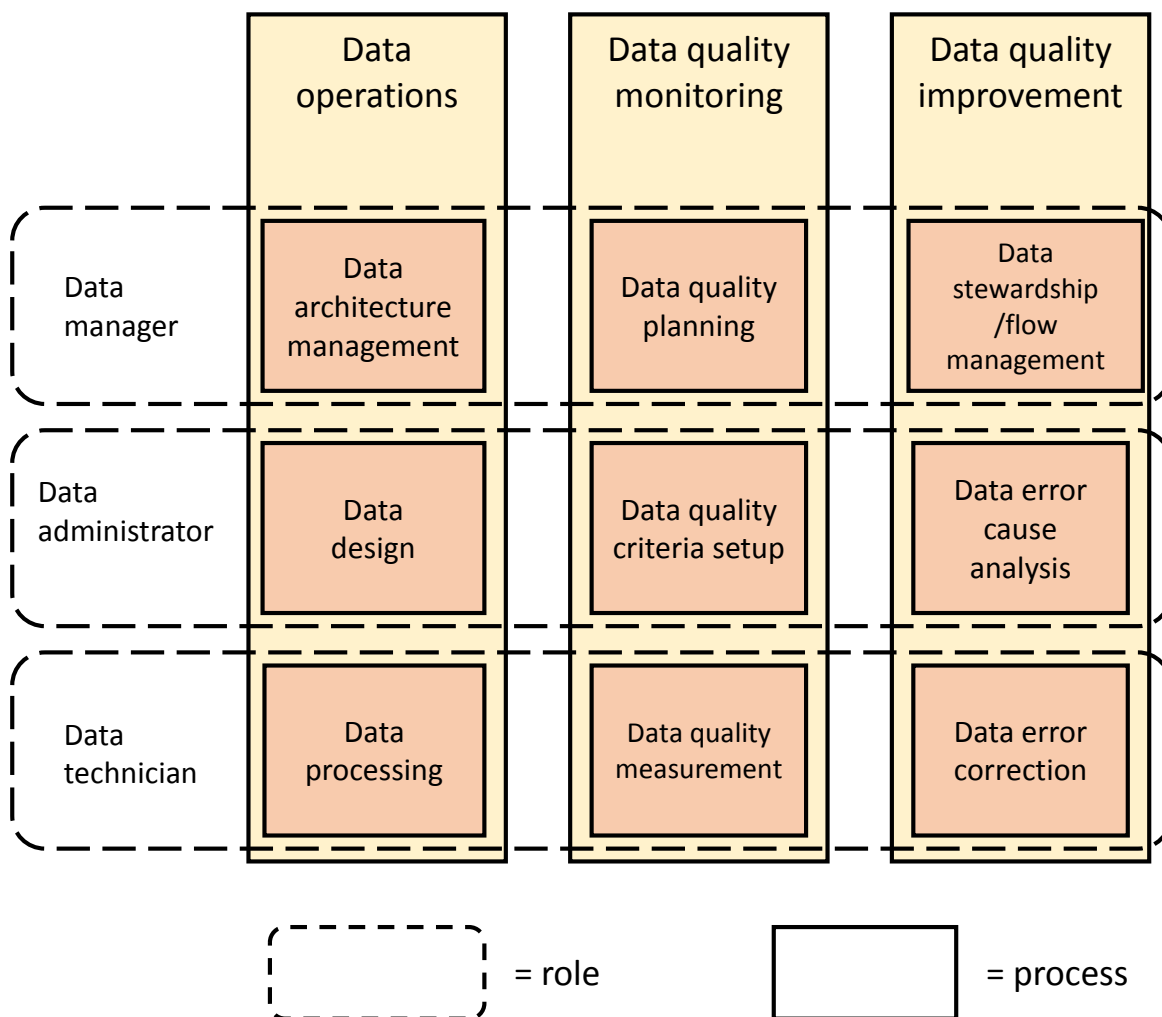 Data
operations
Data quality
monitoring
Data quality
improvement
Data
manager
Data
architecture
management
Data quality
planning
Data
stewardship
/flow
management
Data
administrator
Data
design
Data quality
criteria setup
Data error
cause
analysis
Data
technician
Data
processing
Data quality
measurement
Data error
correction
= role
= process